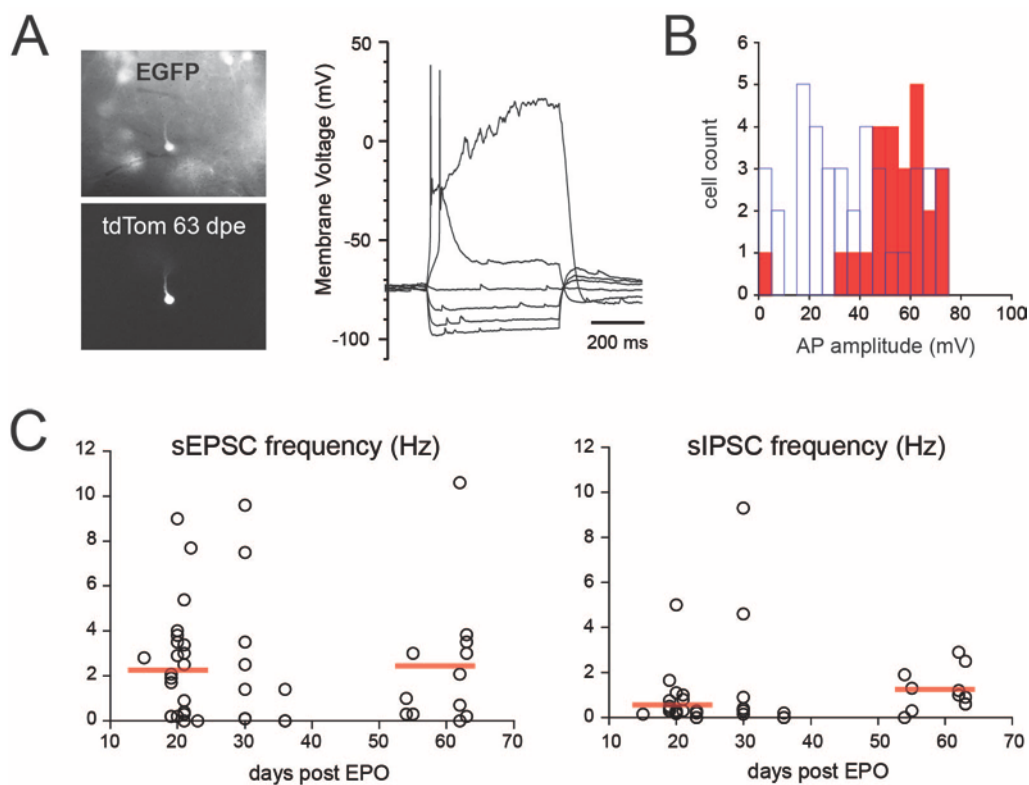 A
EGFP
tdTom 63 dpe
Membrane Voltage (mV)
0
-50
-100
200 ms
B
cell count
6
5
4
3
2
1
0
0 20 40 60 80 100
AP amplitude (mV)
C
sEPSC frequency (Hz)
12
10
8
6
4
2
0
10 20 30 40 50 60 70
days post EPO
sIPSC frequency (Hz)
12
10
8
6
4
2
0
10 20 30 40 50 60 70
days post EPO